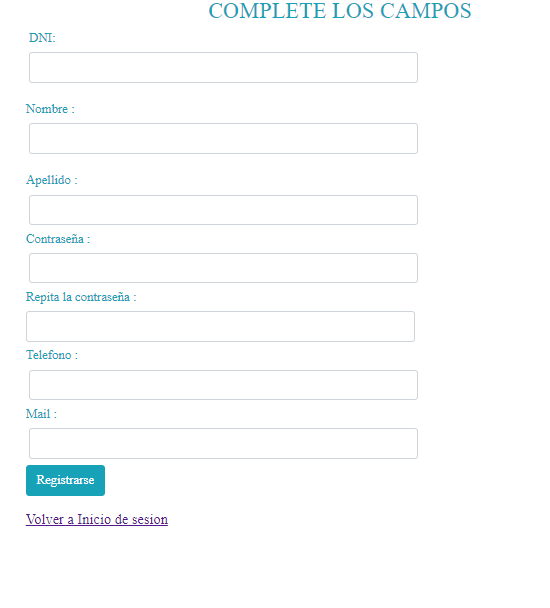 COMPLETE LOS CAMPOS
DNI:
Nombre :
Apellido :
Contraseña :
Repita la contraseña :
Telefono :
Mail :
Registrarse
Volver a Inicio de sesion